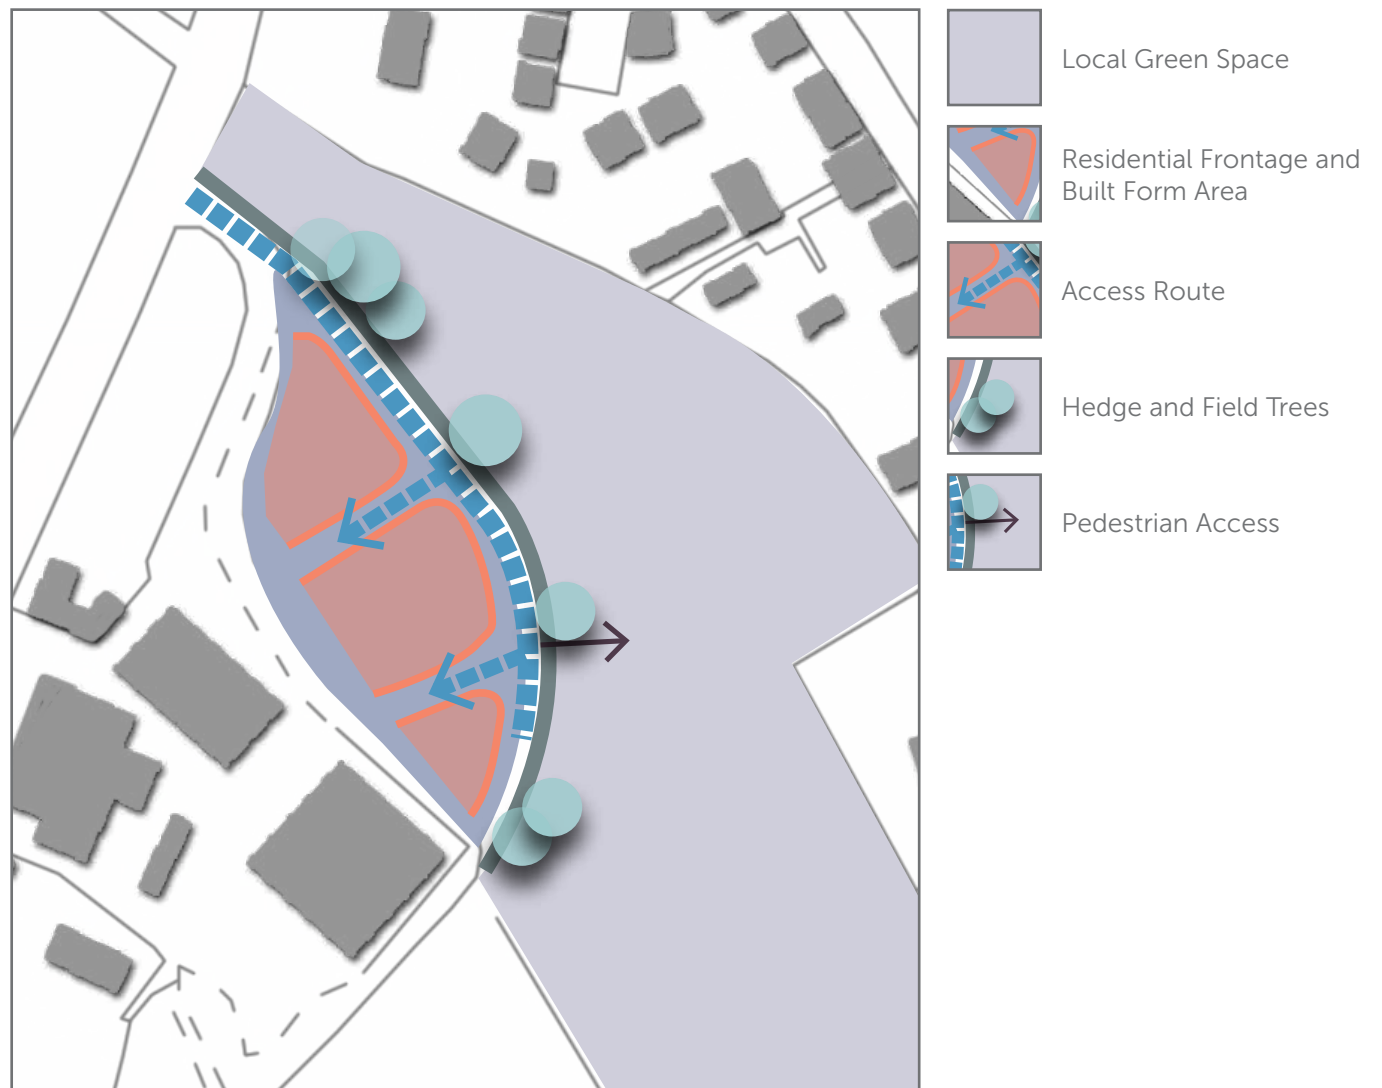 Local Green Space
Residential Frontage and
Built Form Area
Access Route
Hedge and Field Trees
Pedestrian Access